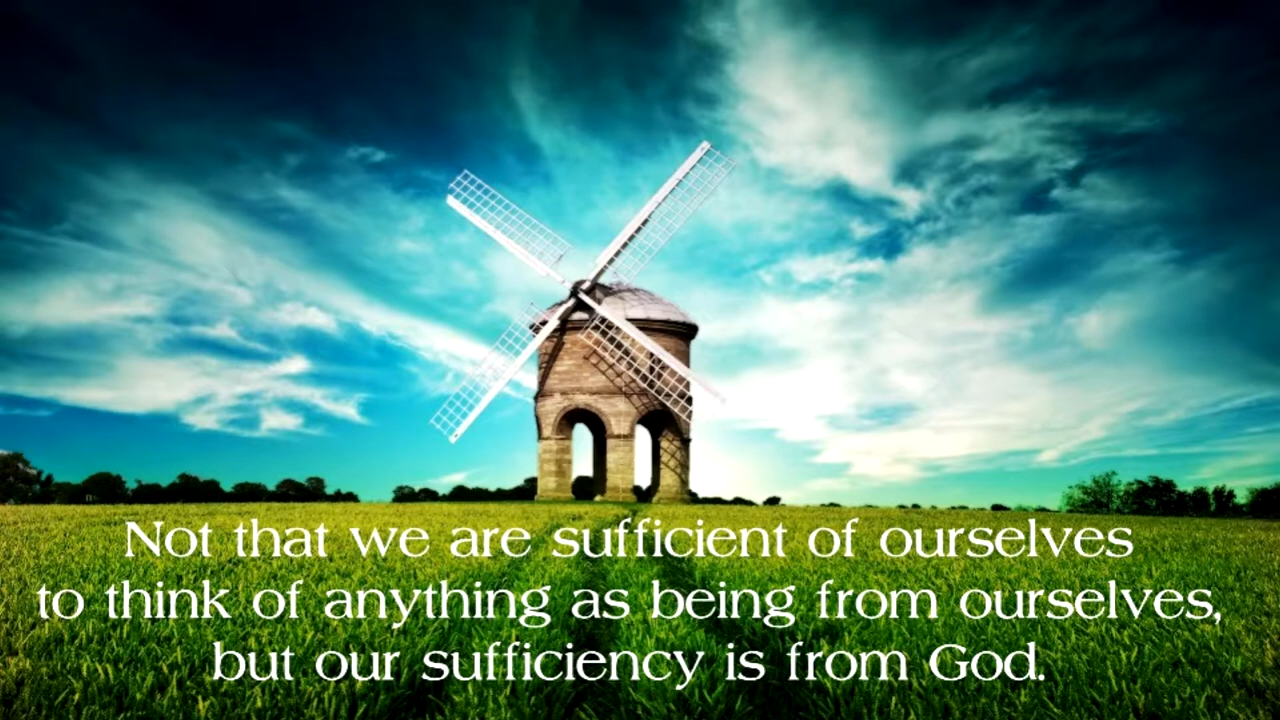 Not that we are sufficient of ourselves
to think of anything as being from ourselves,
but our sufficiency is from God.